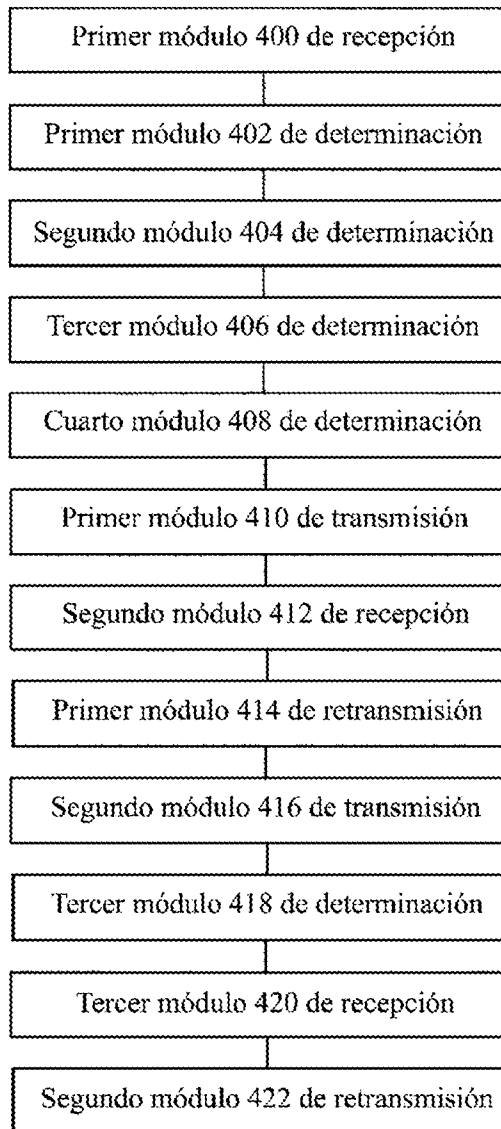 Primer módulo 400 de recepción
Primer módulo 402 de determinación
Segundo módulo 404 de determinación
Tercer módulo 406 de determinación
Cuarto módulo 408 de determinación
Primer módulo 410 de transmisión
Segundo módulo 412 de recepción
Primer módulo 414 de retransmisión
Segundo módulo 416 de transmisión
Tercer módulo 418 de determinación
Tercer módulo 420 de recepción
Segundo módulo 422 de retransmisión